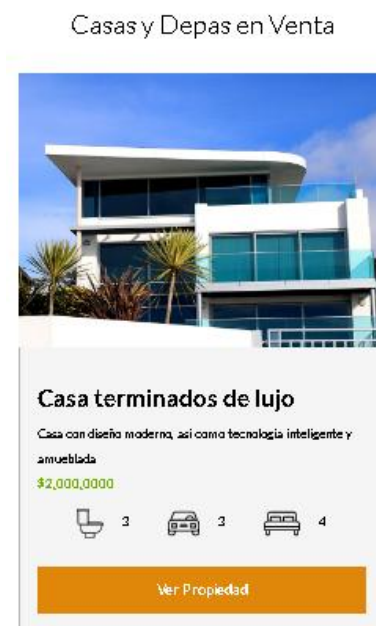 Casas y Depas en Venta
Casa terminados de lujo
Casa con diseño moderno, asi como tecnología inteligente y
amueblada
$2,000,0000
3 3 4
Ver Propiedad